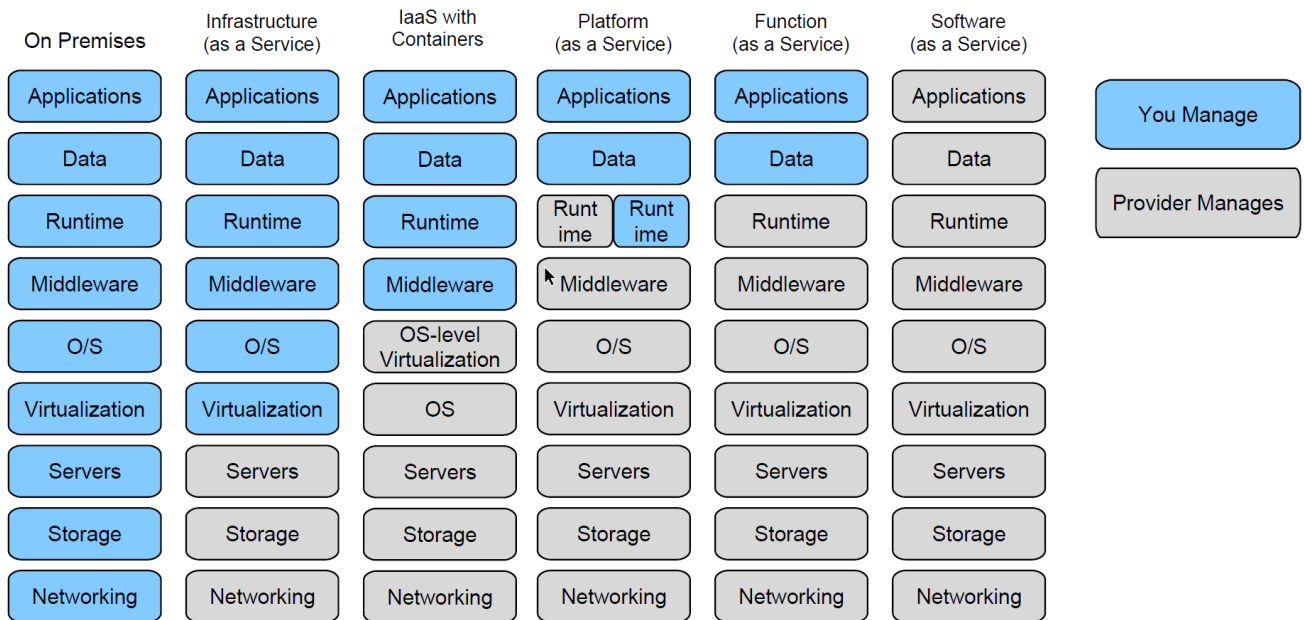 On Premises
Infrastructure
(as a Service)
IaaS with
Containers
Platform
(as a Service)
Function
(as a Service)
Software
(as a Service)
Applications
Applications
Applications
Applications
Applications
Applications
You Manage
Data
Data
Data
Data
Data
Data
Provider Manages
Runtime
Runtime
Runtime
Runt
ime
Runt
ime
Runtime
Runtime
Middleware
Middleware
Middleware
Middleware
Middleware
Middleware
O/S
O/S
OS-level
Virtualization
O/S
O/S
O/S
Virtualization
Virtualization
OS
Virtualization
Virtualization
Virtualization
Servers
Servers
Servers
Servers
Servers
Servers
Storage
Storage
Storage
Storage
Storage
Storage
Networking
Networking
Networking
Networking
Networking
Networking